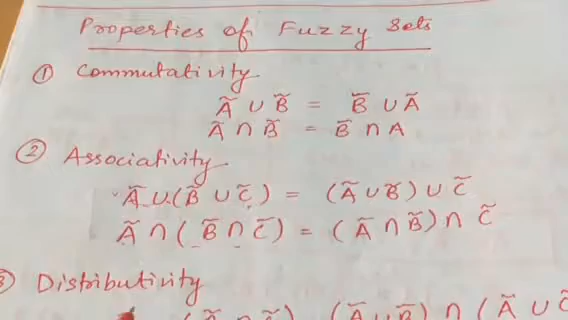 Properties of Fuzzy Sets
① Commutativity
Ã ∪ B̃ = B̃ ∪ Ã
Ã ∩ B̃ = B̃ ∩ A
② Associativity
Ã ∪ (B̃ ∪ C̃) = (Ã ∪ B̃) ∪ C̃
Ã ∩ (B̃ ∩ C̃) = (Ã ∩ B̃) ∩ C̃
Distributivity
(Ã ∪ B̃) ∩ (Ã ∪ C̃